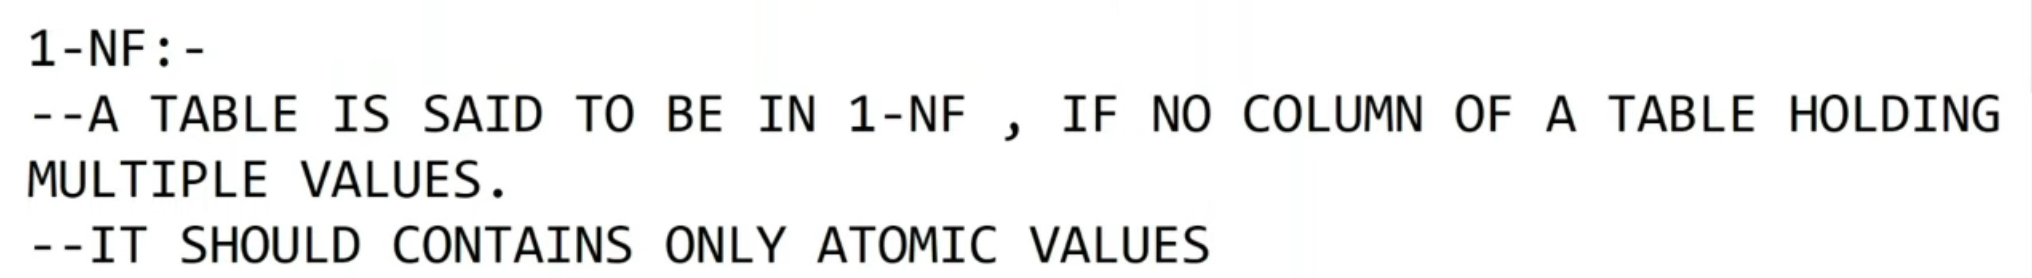 1-NF:-
--A TABLE IS SAID TO BE IN 1-NF , IF NO COLUMN OF A TABLE HOLDING
MULTIPLE VALUES.
--IT SHOULD CONTAINS ONLY ATOMIC VALUES